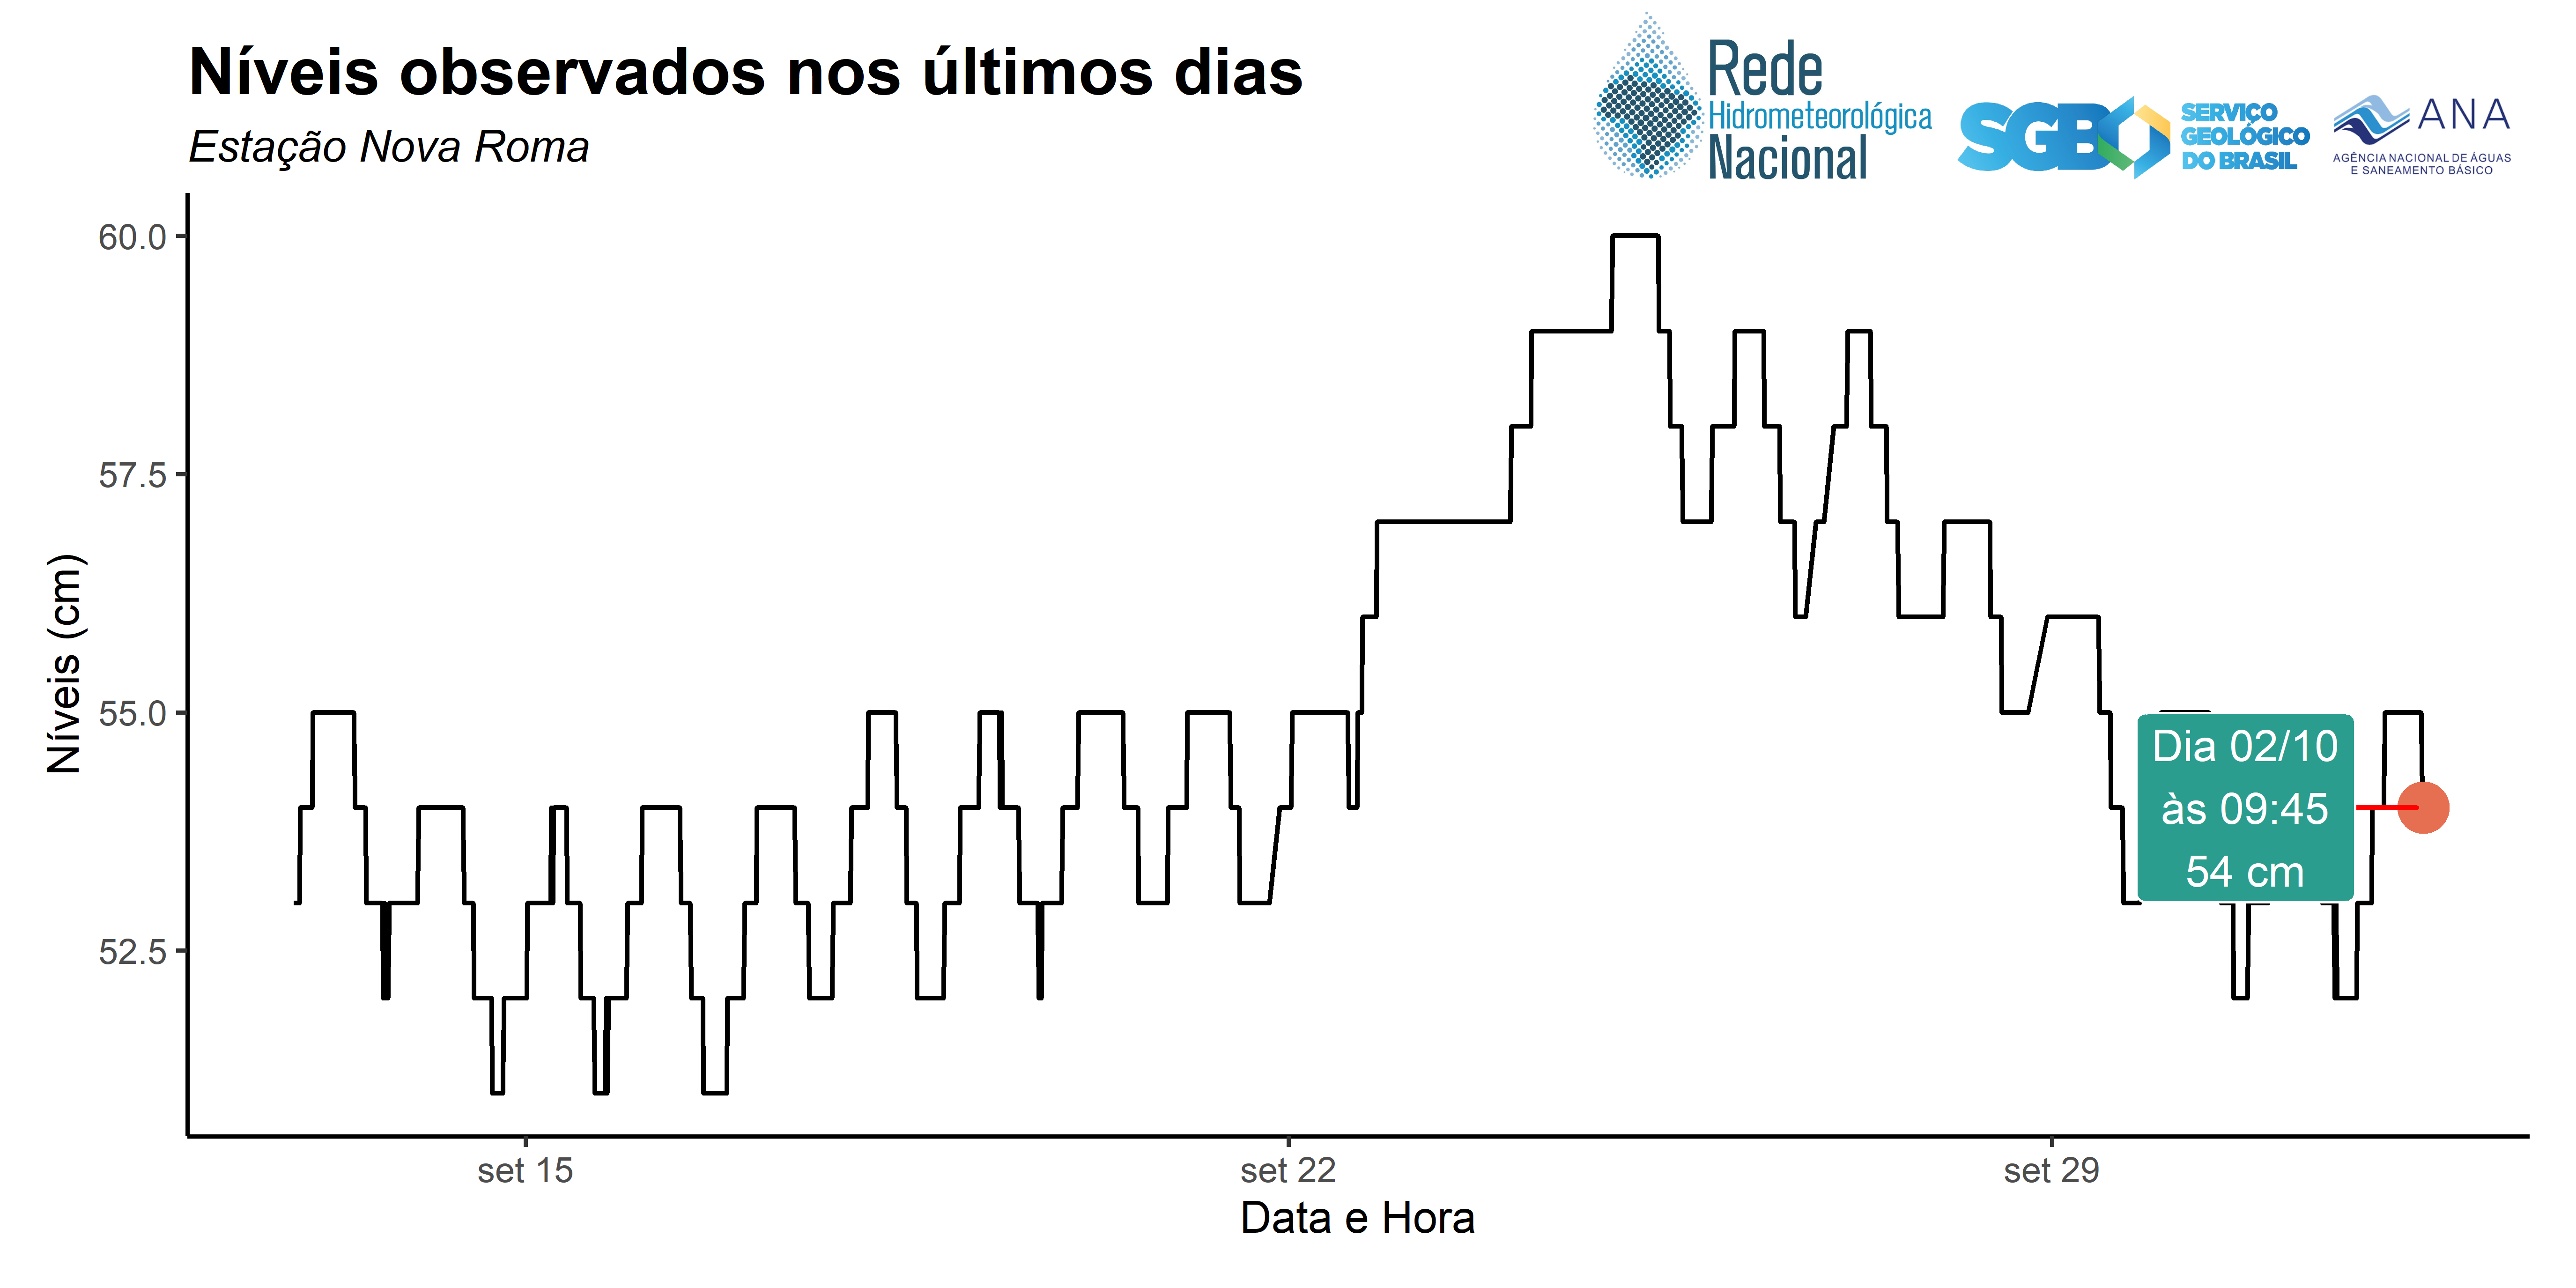 Níveis observados nos últimos dias
Estação Nova Roma
Rede
Hidrometeorológica
Nacional
SGB
SERVIÇO
GEOLÓGICO
DO BRASIL
ANA
AGÊNCIA NACIONAL DE ÁGUAS
E SANEAMENTO BÁSICO
60.0
57.5
55.0
52.5
Níveis (cm)
Dia 02/10
às 09:45
54 cm
set 15
set 22
set 29
Data e Hora